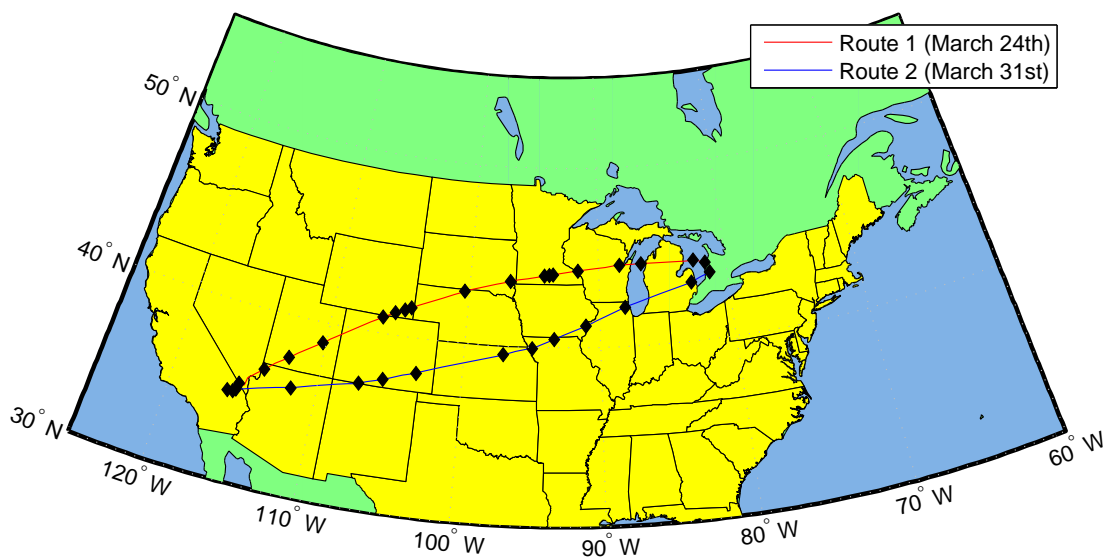 Route 1 (March 24th)
Route 2 (March 31st)
50° N
40° N
30° N
120° W
110° W
100° W
90° W
80° W
70° W
60° W